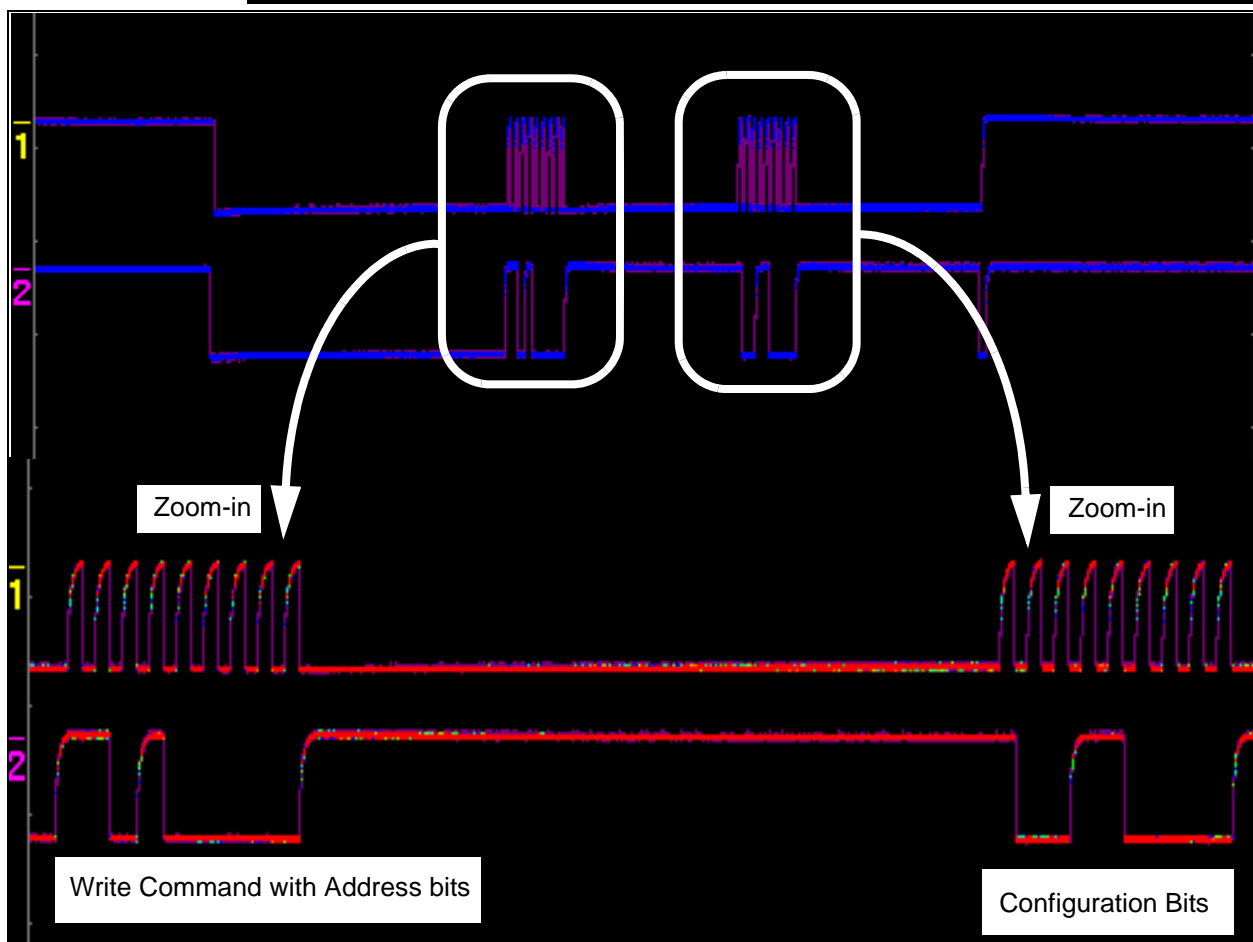 1
2
Zoom-in
Zoom-in
1
2
Write Command with Address bits
Configuration Bits